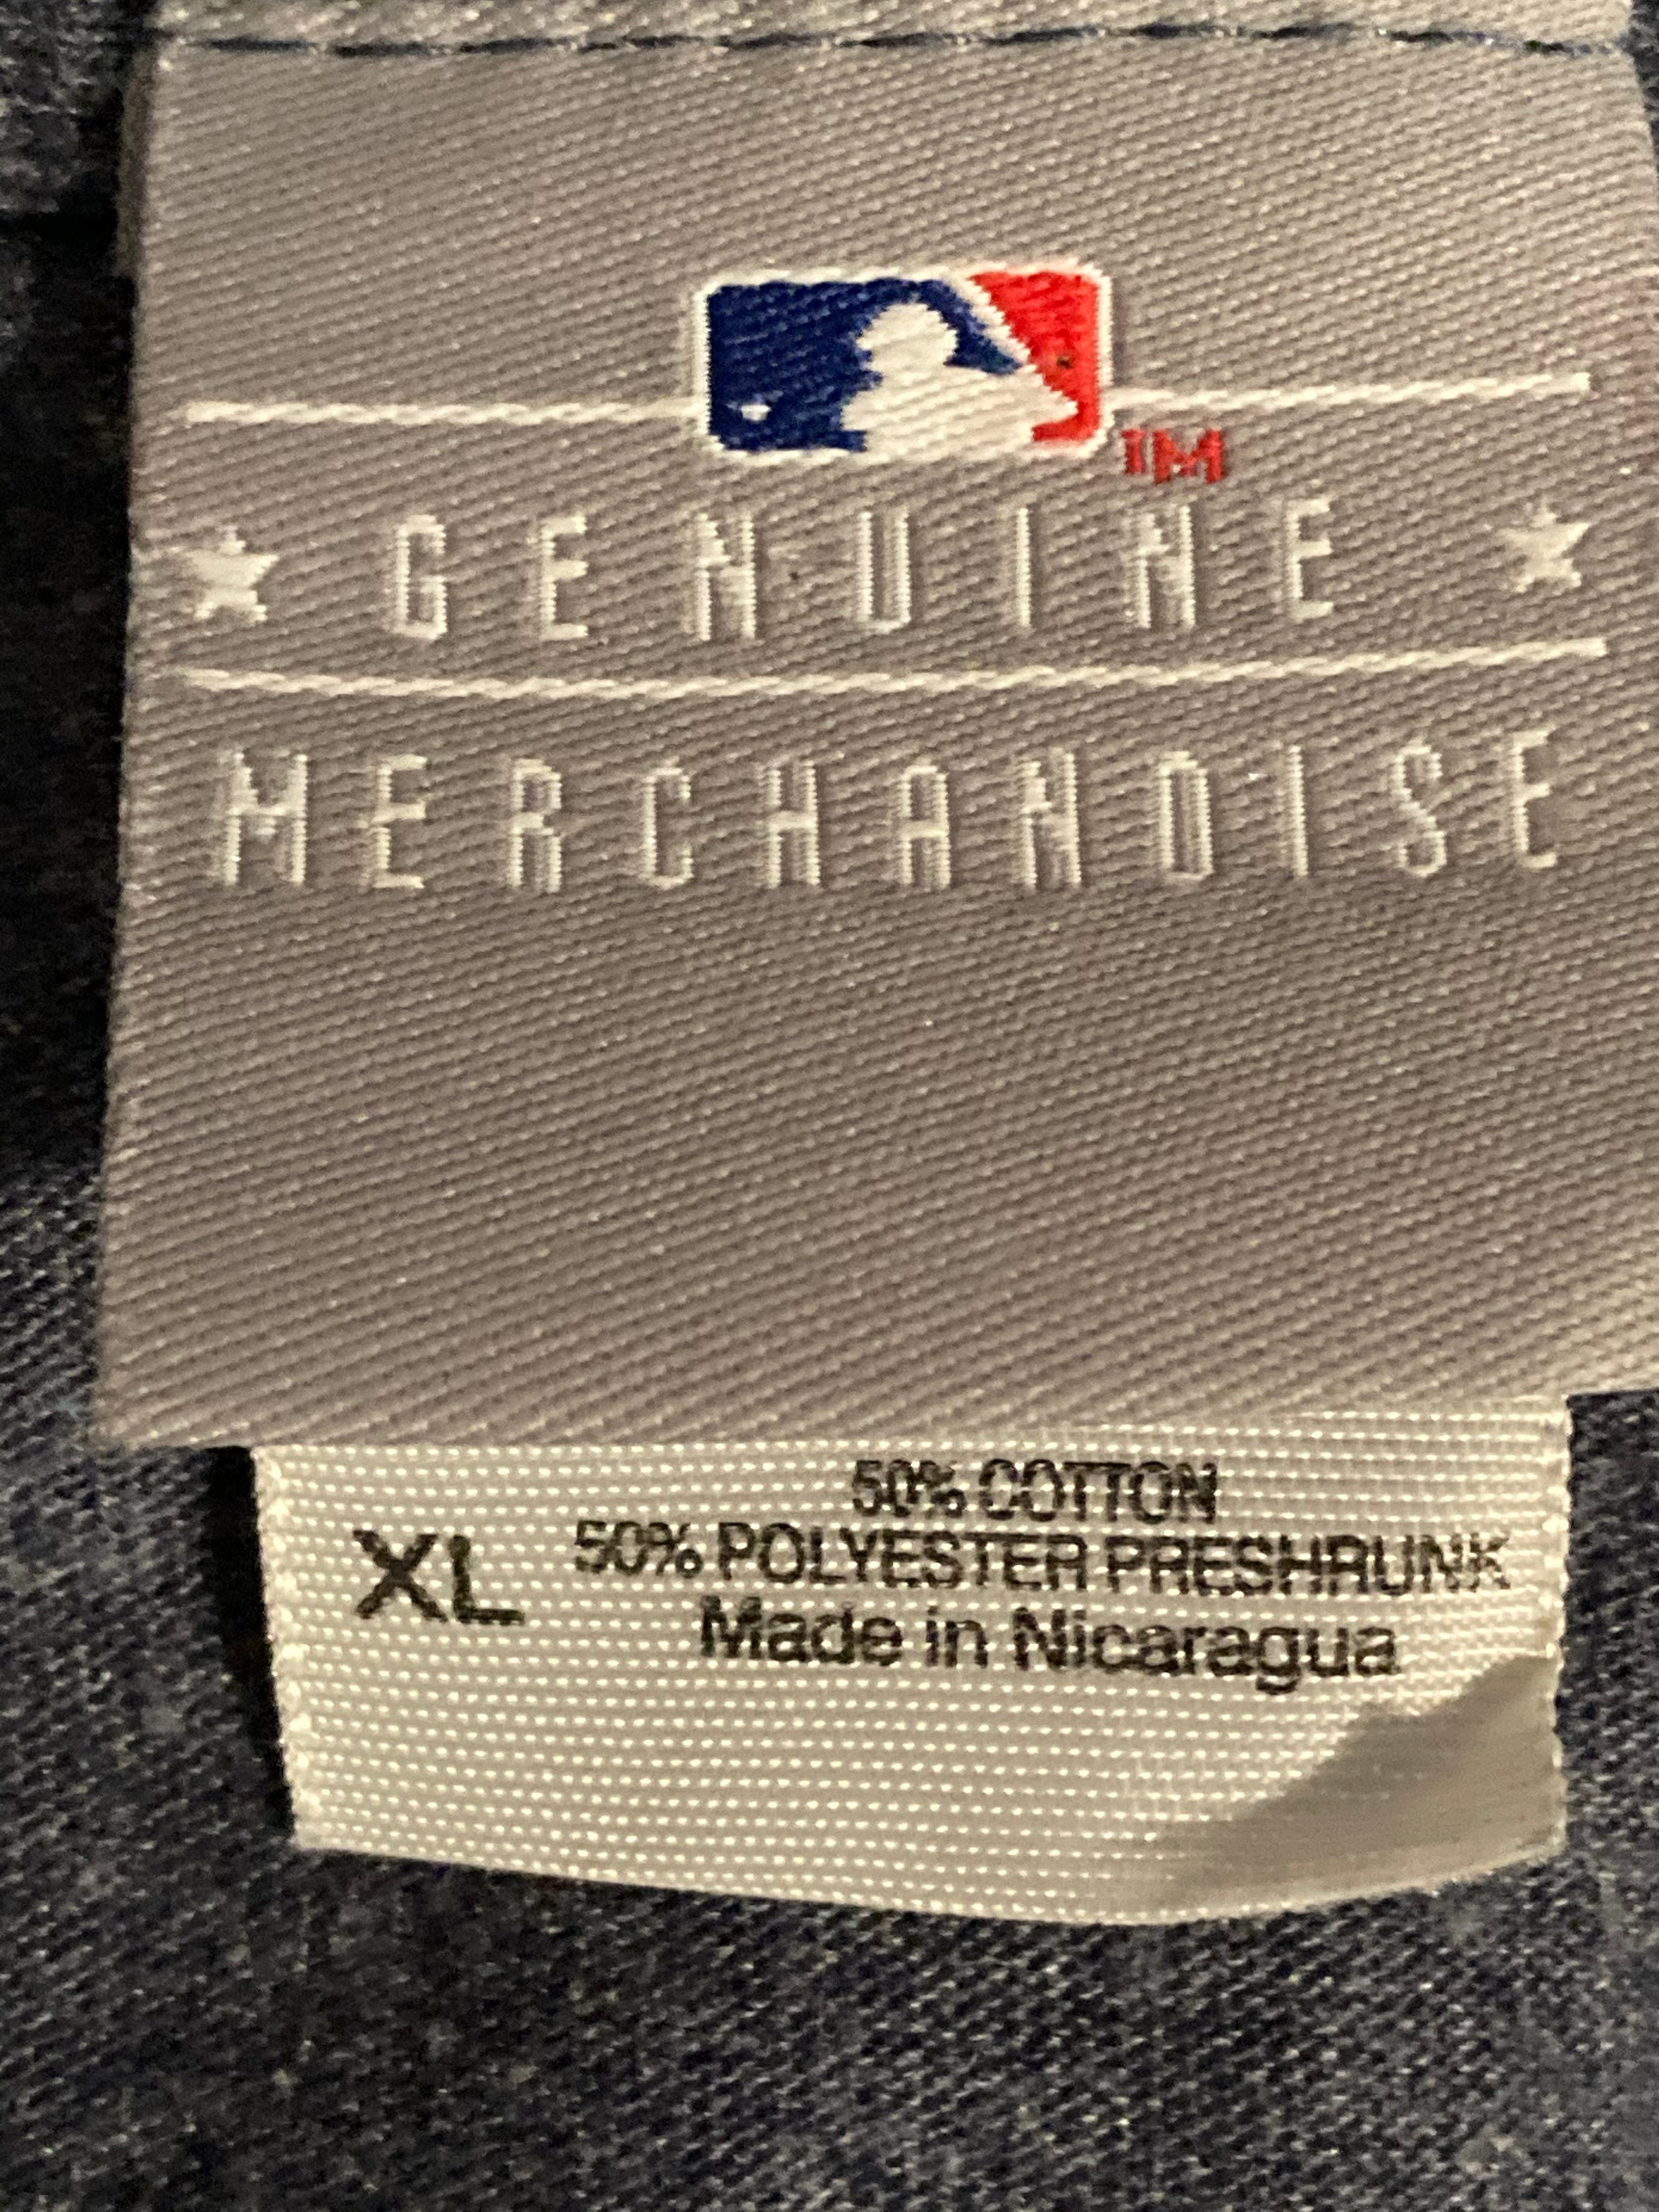 TM
GENUINE
MERCHANDISE
50% COTTON
XL 50% POLYESTER PRESHRUNK
Made in Nicaragua